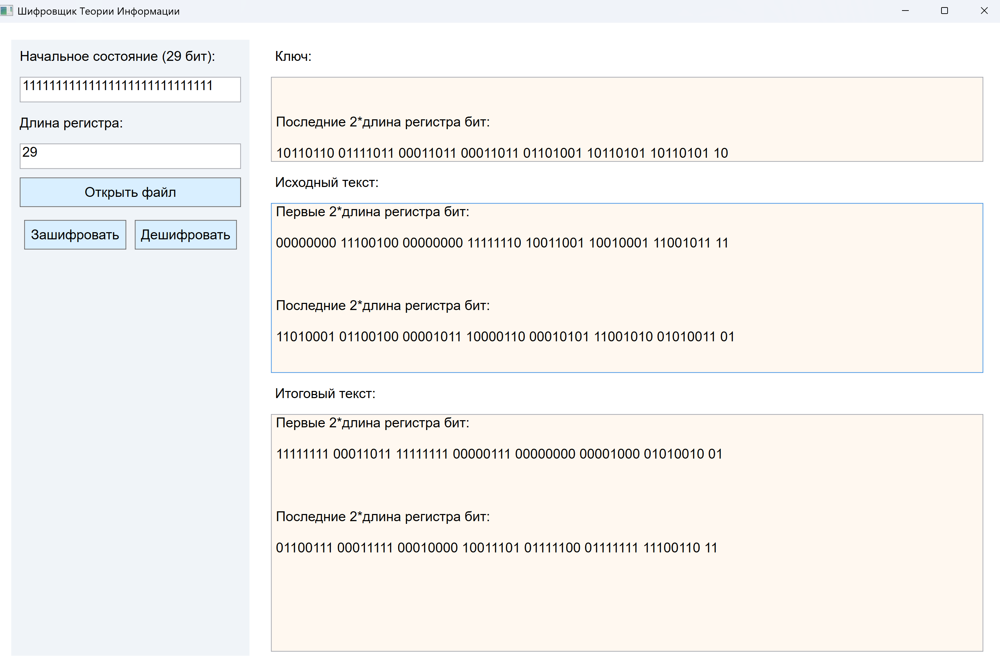 Шифровщик Теории Информации
Начальное состояние (29 бит):
11111111111111111111111111111
Длина регистра:
29
Открыть файл
Зашифровать Дешифровать
Ключ:
Последние 2*длина регистра бит:
10110110 01111011 00011011 00011011 01101001 10110101 10110101 10
Исходный текст:
Первые 2*длина регистра бит:
00000000 11100100 00000000 11111110 10011001 10010001 11001011 11
Последние 2*длина регистра бит:
11010001 01100100 00001011 10000110 00010101 11001010 01010011 01
Итоговый текст:
Первые 2*длина регистра бит:
11111111 00011011 11111111 00000111 00000000 00001000 01010010 01
Последние 2*длина регистра бит:
01100111 00011111 00010000 10011101 01111100 01111111 11100110 11